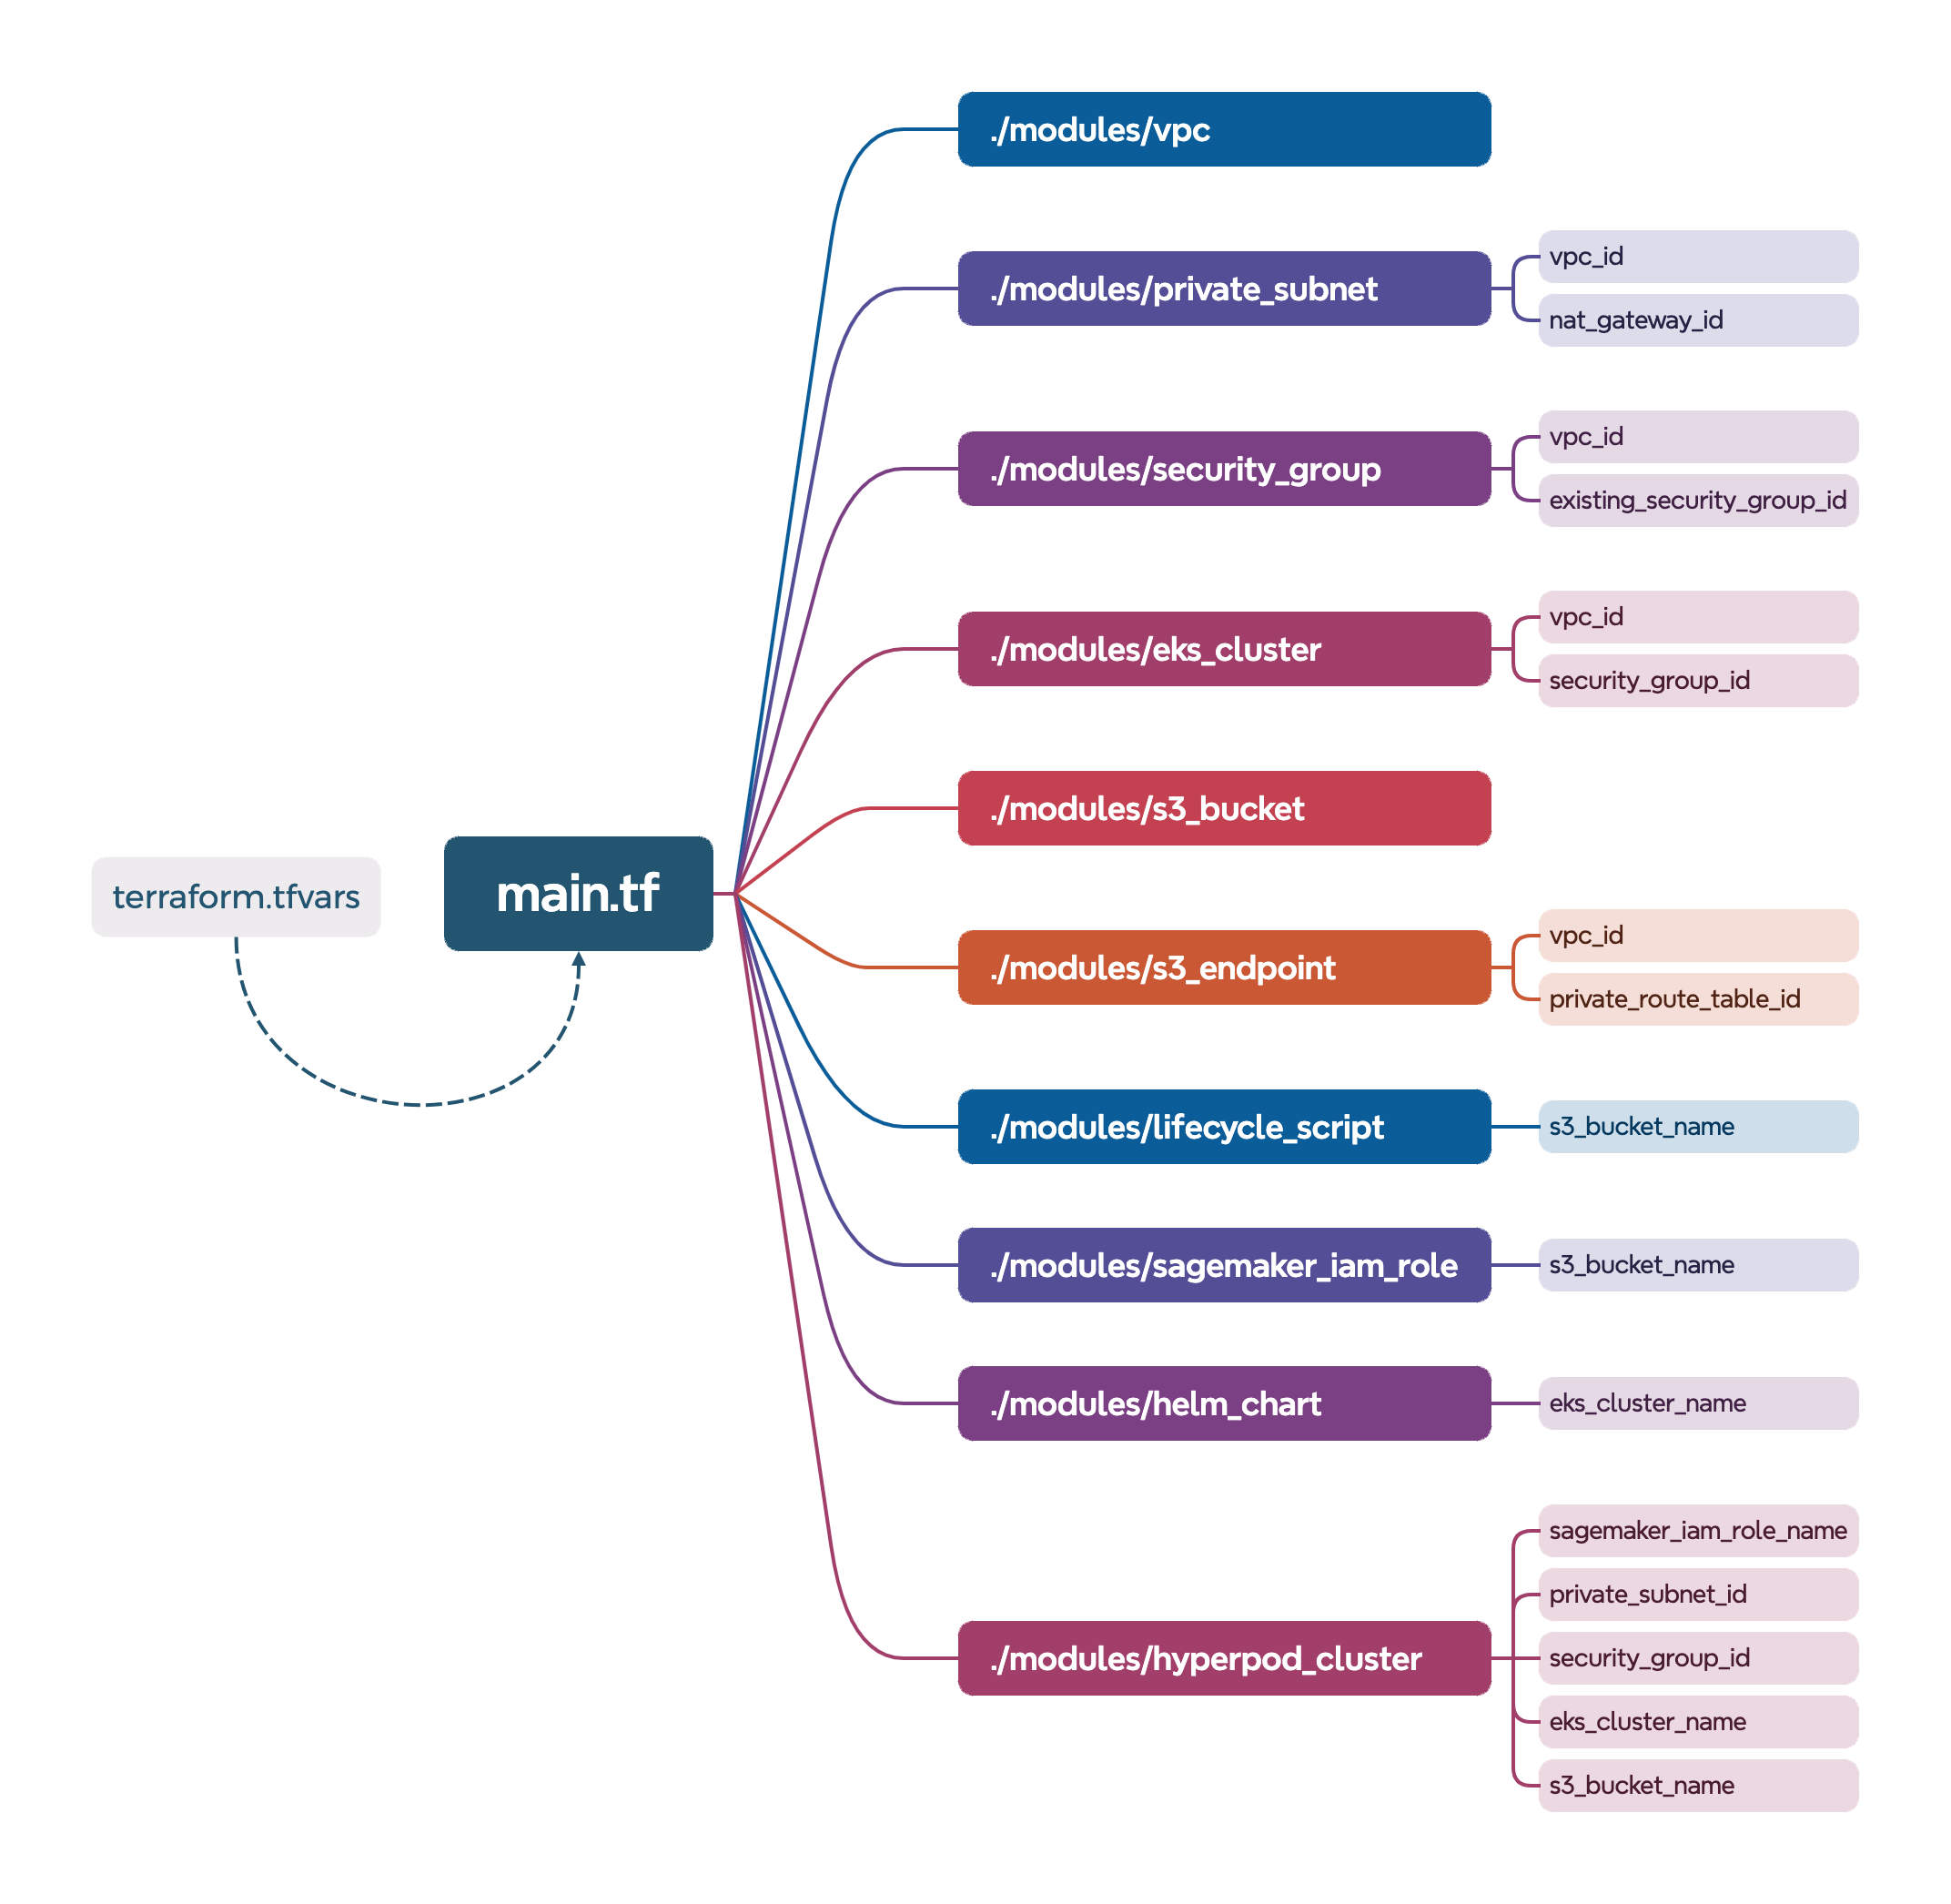 ./modules/vpc
./modules/private_subnet
vpc_id
nat_gateway_id
./modules/security_group
vpc_id
existing_security_group_id
./modules/eks_cluster
vpc_id
security_group_id
./modules/s3_bucket
terraform.tfvars
main.tf
./modules/s3_endpoint
vpc_id
private_route_table_id
./modules/lifecycle_script
s3_bucket_name
./modules/sagemaker_iam_role
s3_bucket_name
./modules/helm_chart
eks_cluster_name
./modules/hyperpod_cluster
sagemaker_iam_role_name
private_subnet_id
security_group_id
eks_cluster_name
s3_bucket_name